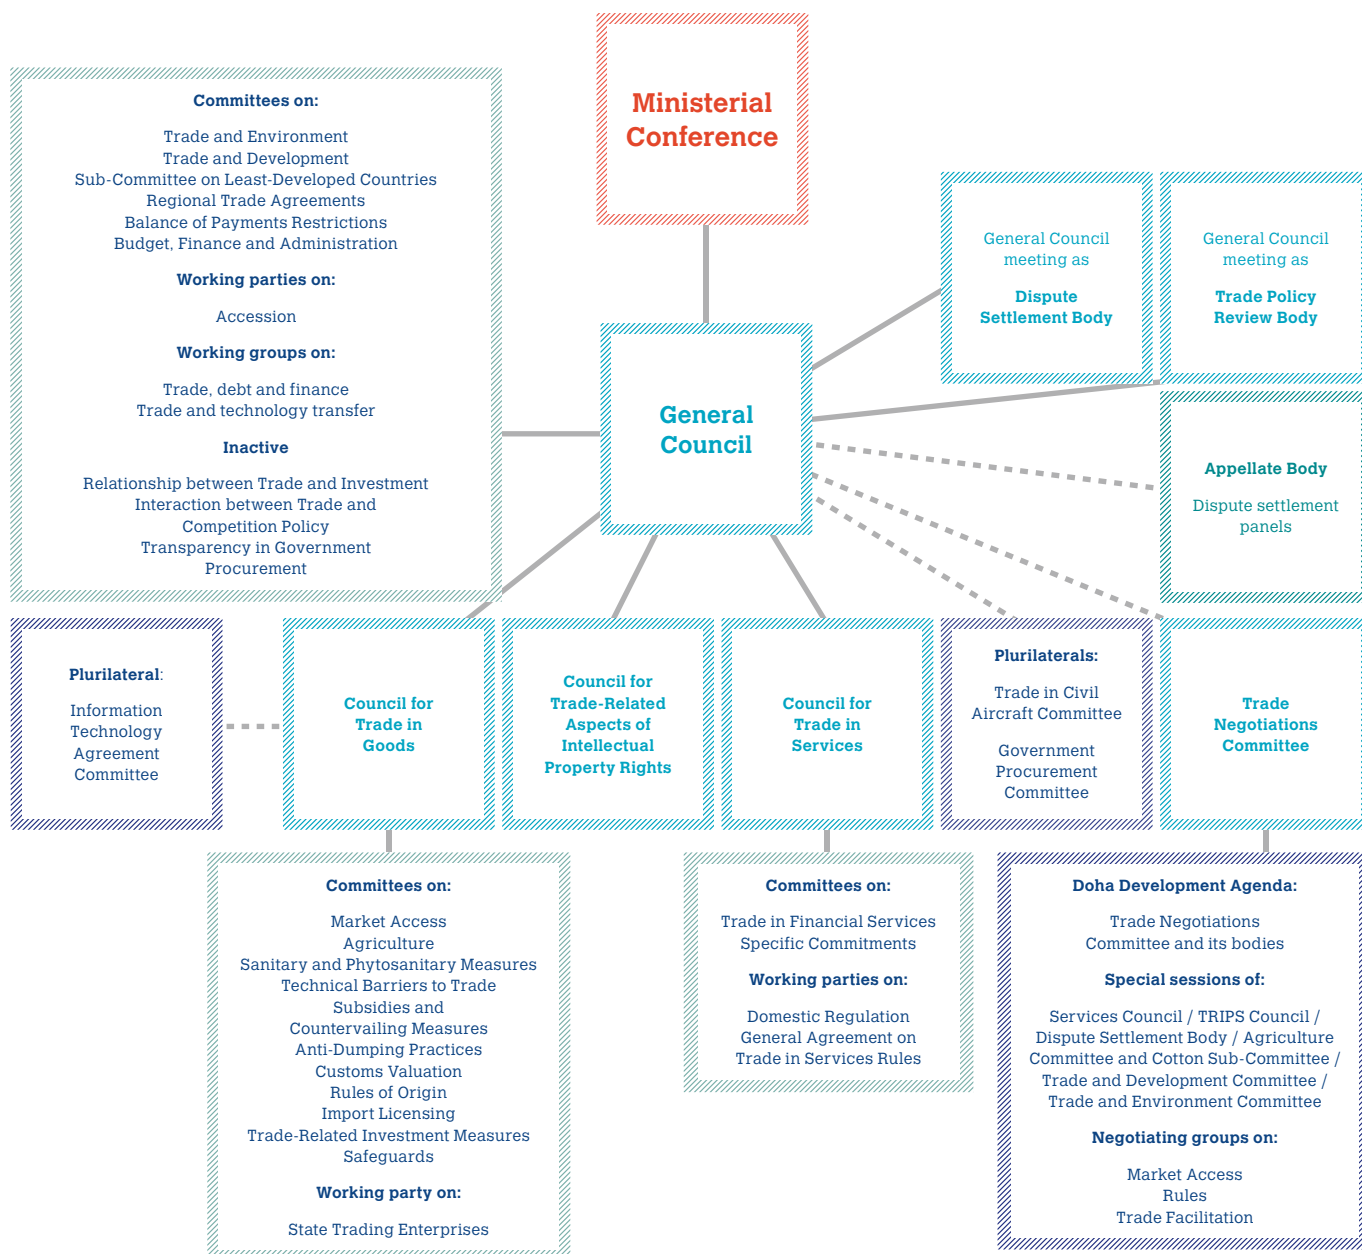 Ministerial
Conference
Committees on:
Trade and Environment
Trade and Development
Sub-Committee on Least-Developed Countries
Regional Trade Agreements
Balance of Payments Restrictions
Budget, Finance and Administration
Working parties on:
Accession
Working groups on:
Trade, debt and finance
Trade and technology transfer
Inactive
Relationship between Trade and Investment
Interaction between Trade and
Competition Policy
Transparency in Government
Procurement
General Council
meeting as
Dispute
Settlement Body
General Council
meeting as
Trade Policy
Review Body
General
Council
Appellate Body
Dispute settlement
panels
Plurilateral:
Information
Technology
Agreement
Committee
Council for
Trade in
Goods
Council for
Trade-Related
Aspects of
Intellectual
Property Rights
Council for
Trade in
Services
Plurilaterals:
Trade in Civil
Aircraft Committee
Government
Procurement
Committee
Trade
Negotiations
Committee
Committees on:
Market Access
Agriculture
Sanitary and Phytosanitary Measures
Technical Barriers to Trade
Subsidies and
Countervailing Measures
Anti-Dumping Practices
Customs Valuation
Rules of Origin
Import Licensing
Trade-Related Investment Measures
Safeguards
Working party on:
State Trading Enterprises
Committees on:
Trade in Financial Services
Specific Commitments
Working parties on:
Domestic Regulation
General Agreement on
Trade in Services Rules
Doha Development Agenda:
Trade Negotiations
Committee and its bodies
Special sessions of:
Services Council / TRIPS Council /
Dispute Settlement Body / Agriculture
Committee and Cotton Sub-Committee /
Trade and Development Committee /
Trade and Environment Committee
Negotiating groups on:
Market Access
Rules
Trade Facilitation